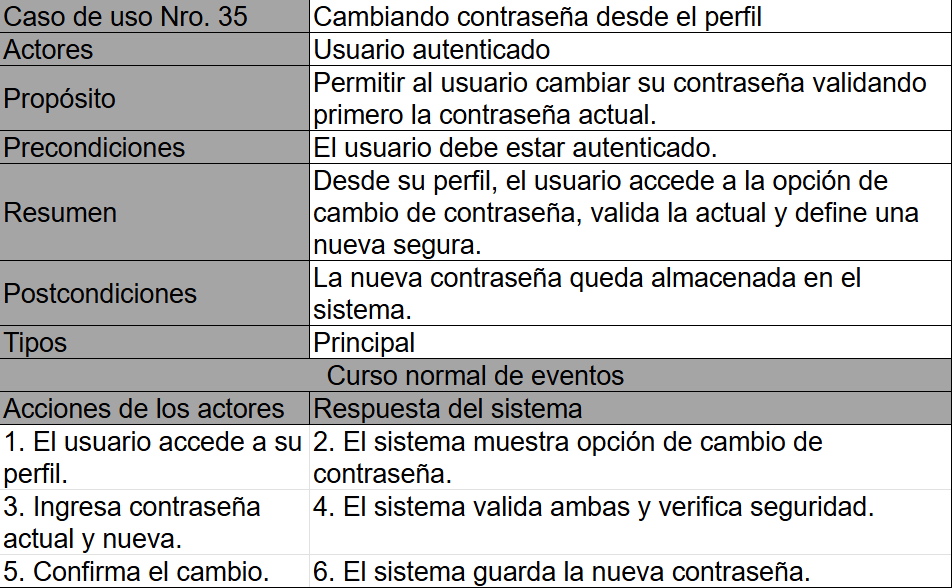 Caso de uso Nro. 35
Cambiando contraseña desde el perfil
Actores
Usuario autenticado
Propósito
Permitir al usuario cambiar su contraseña validando
primero la contraseña actual.
Precondiciones
El usuario debe estar autenticado.
Resumen
Desde su perfil, el usuario accede a la opción de
cambio de contraseña, valida la actual y define una
nueva segura.
Postcondiciones
La nueva contraseña queda almacenada en el
sistema.
Tipos
Principal
Curso normal de eventos
Acciones de los actores
Respuesta del sistema
1. El usuario accede a su
perfil.
2. El sistema muestra opción de cambio de
contraseña.
3. Ingresa contraseña
actual y nueva.
4. El sistema valida ambas y verifica seguridad.
5. Confirma el cambio.
6. El sistema guarda la nueva contraseña.